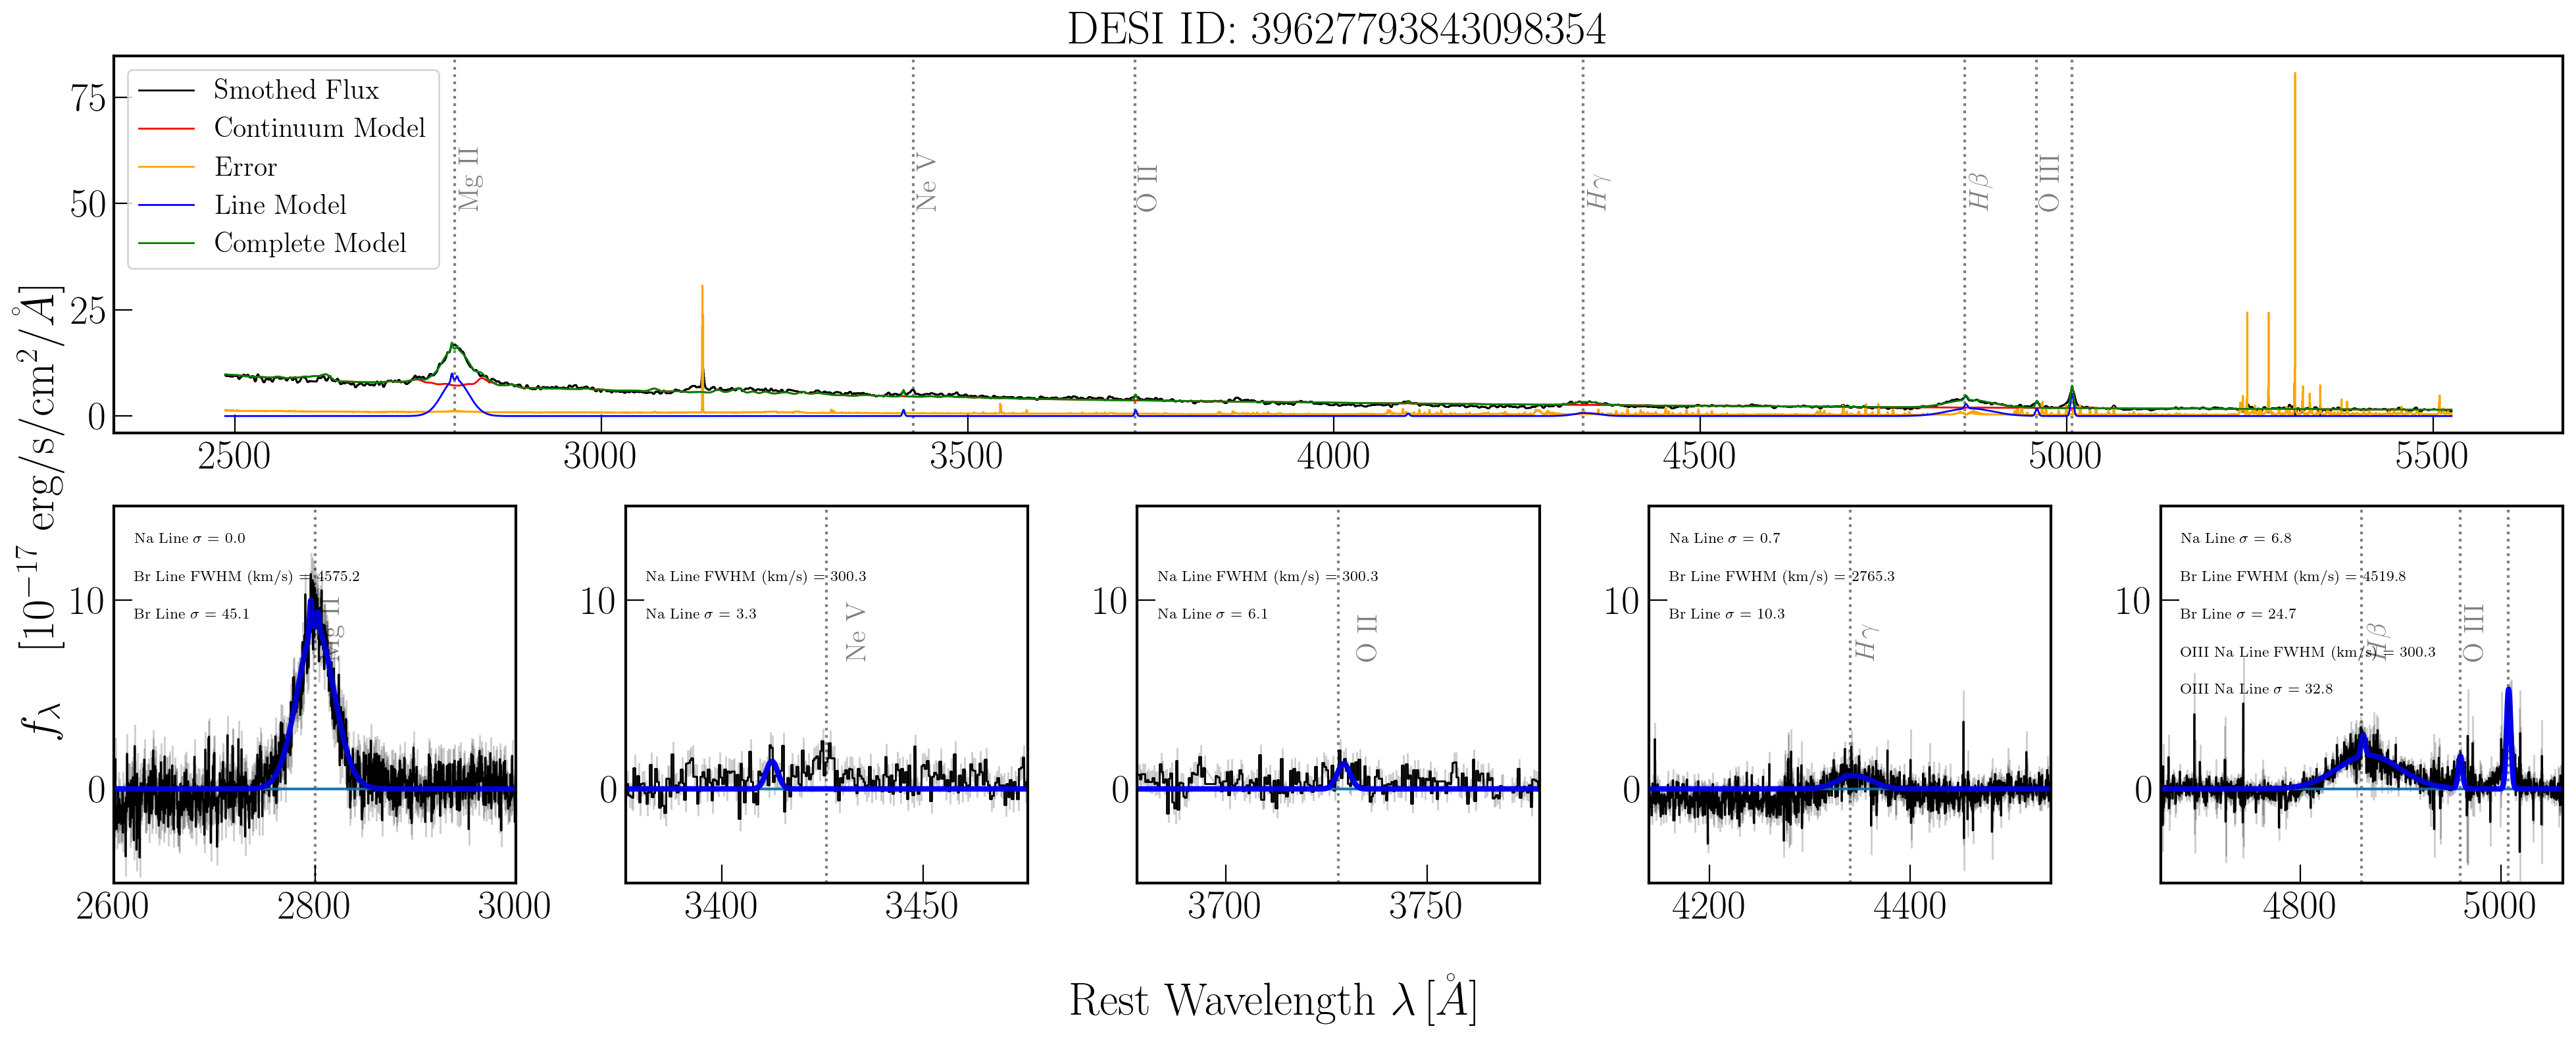 DESI ID: 39627793843098354
Smothed Flux
Continuum Model
Error
Line Model
Complete Model
Mg II
Ne V
O II
Hγ
Hβ
O III
75
50
25
0
2500 3000 3500 4000 4500 5000 5500
fλ [10−17 erg/s/cm2/Å]
Na Line σ = 0.0
Br Line FWHM (km/s) = 4575.2
Br Line σ = 45.1
Mg II
10
0
2600 2800 3000
Na Line FWHM (km/s) = 300.3
Na Line σ = 3.3
Ne V
10
0
3400 3450
Na Line FWHM (km/s) = 300.3
Na Line σ = 6.1
O II
10
0
3700 3750
Na Line σ = 0.7
Br Line FWHM (km/s) = 2765.3
Br Line σ = 10.3
Hγ
10
0
4200 4400
Na Line σ = 6.8
Br Line FWHM (km/s) = 4519.8
Br Line σ = 24.7
OIII Na Line FWHM (km/s) = 300.3
OIII Na Line σ = 32.8
Hβ
O III
10
0
4800 5000
Rest Wavelength λ [Å]